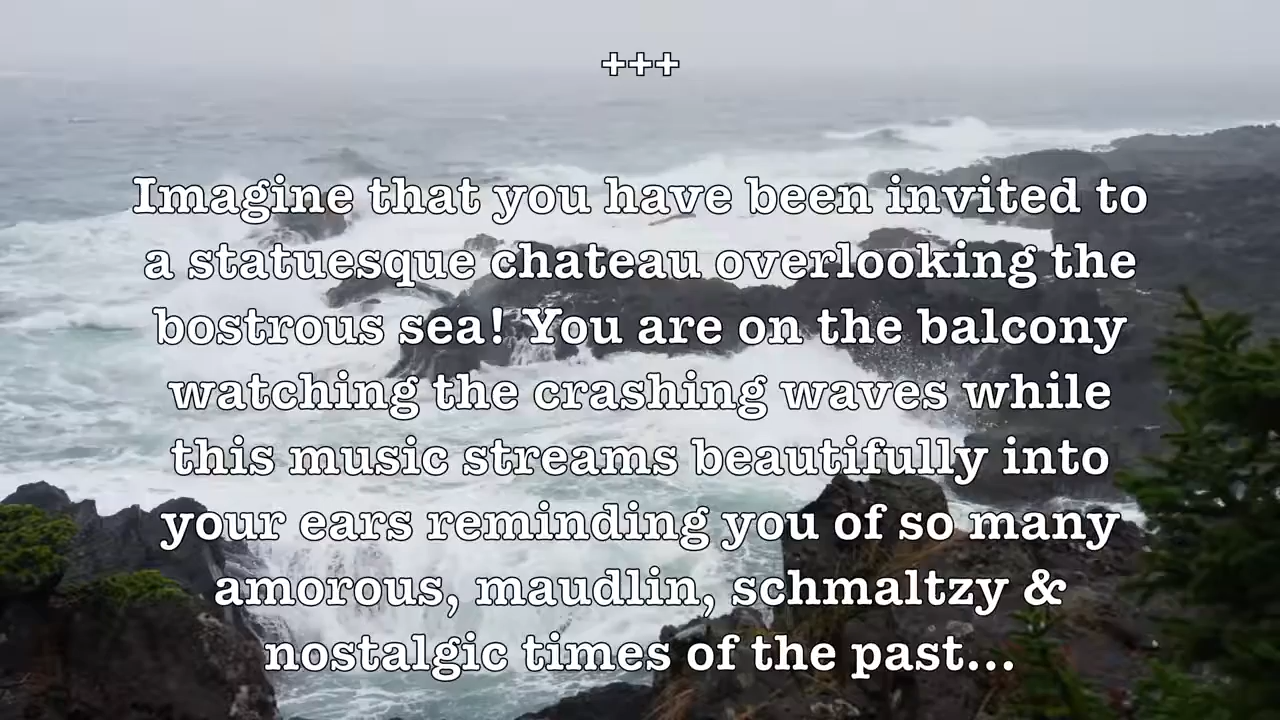 +++
Imagine that you have been invited to
a statuesque chateau overlooking the
bostrous sea! You are on the balcony
watching the crashing waves while
this music streams beautifully into
your ears reminding you of so many
amorous, maudlin, schmaltzy &
nostalgic times of the past...